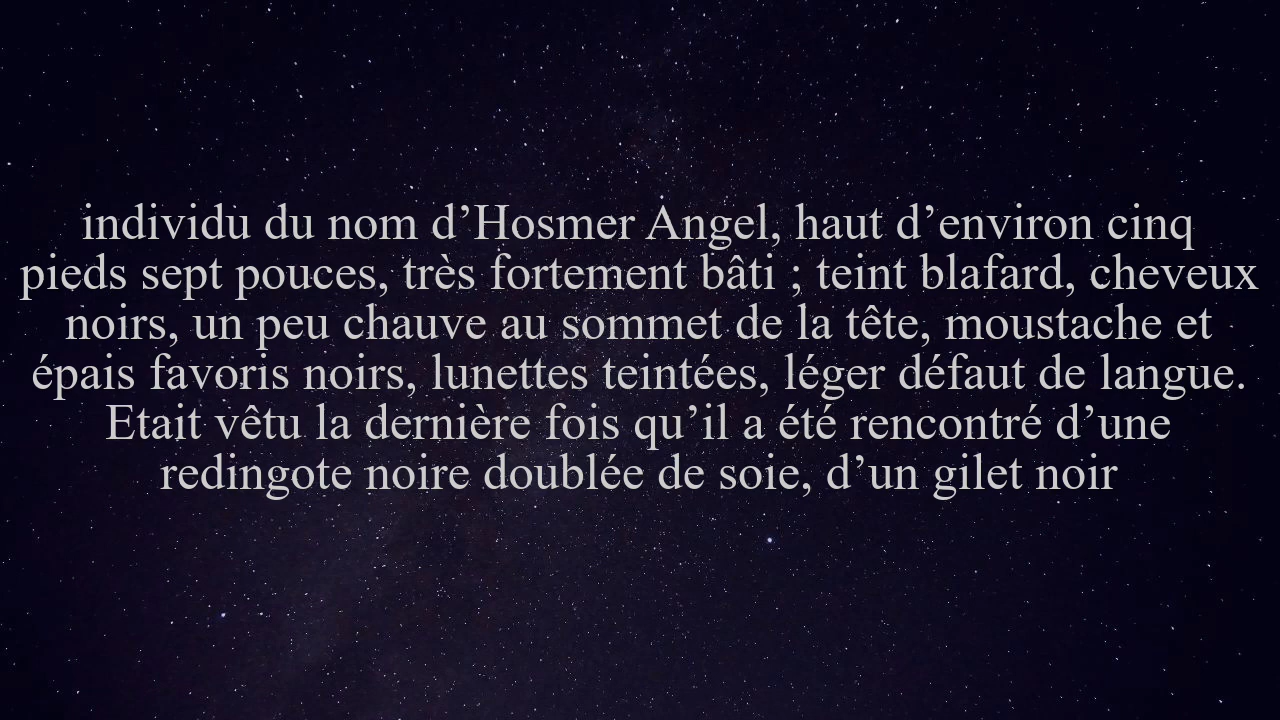 individu du nom d’Hosmer Angel, haut d’environ cinq
pieds sept pouces, très fortement bâti ; teint blafard, cheveux
noirs, un peu chauve au sommet de la tête, moustache et
épais favoris noirs, lunettes teintées, léger défaut de langue.
Etait vêtu la dernière fois qu’il a été rencontré d’une
redingote noire doublée de soie, d’un gilet noir